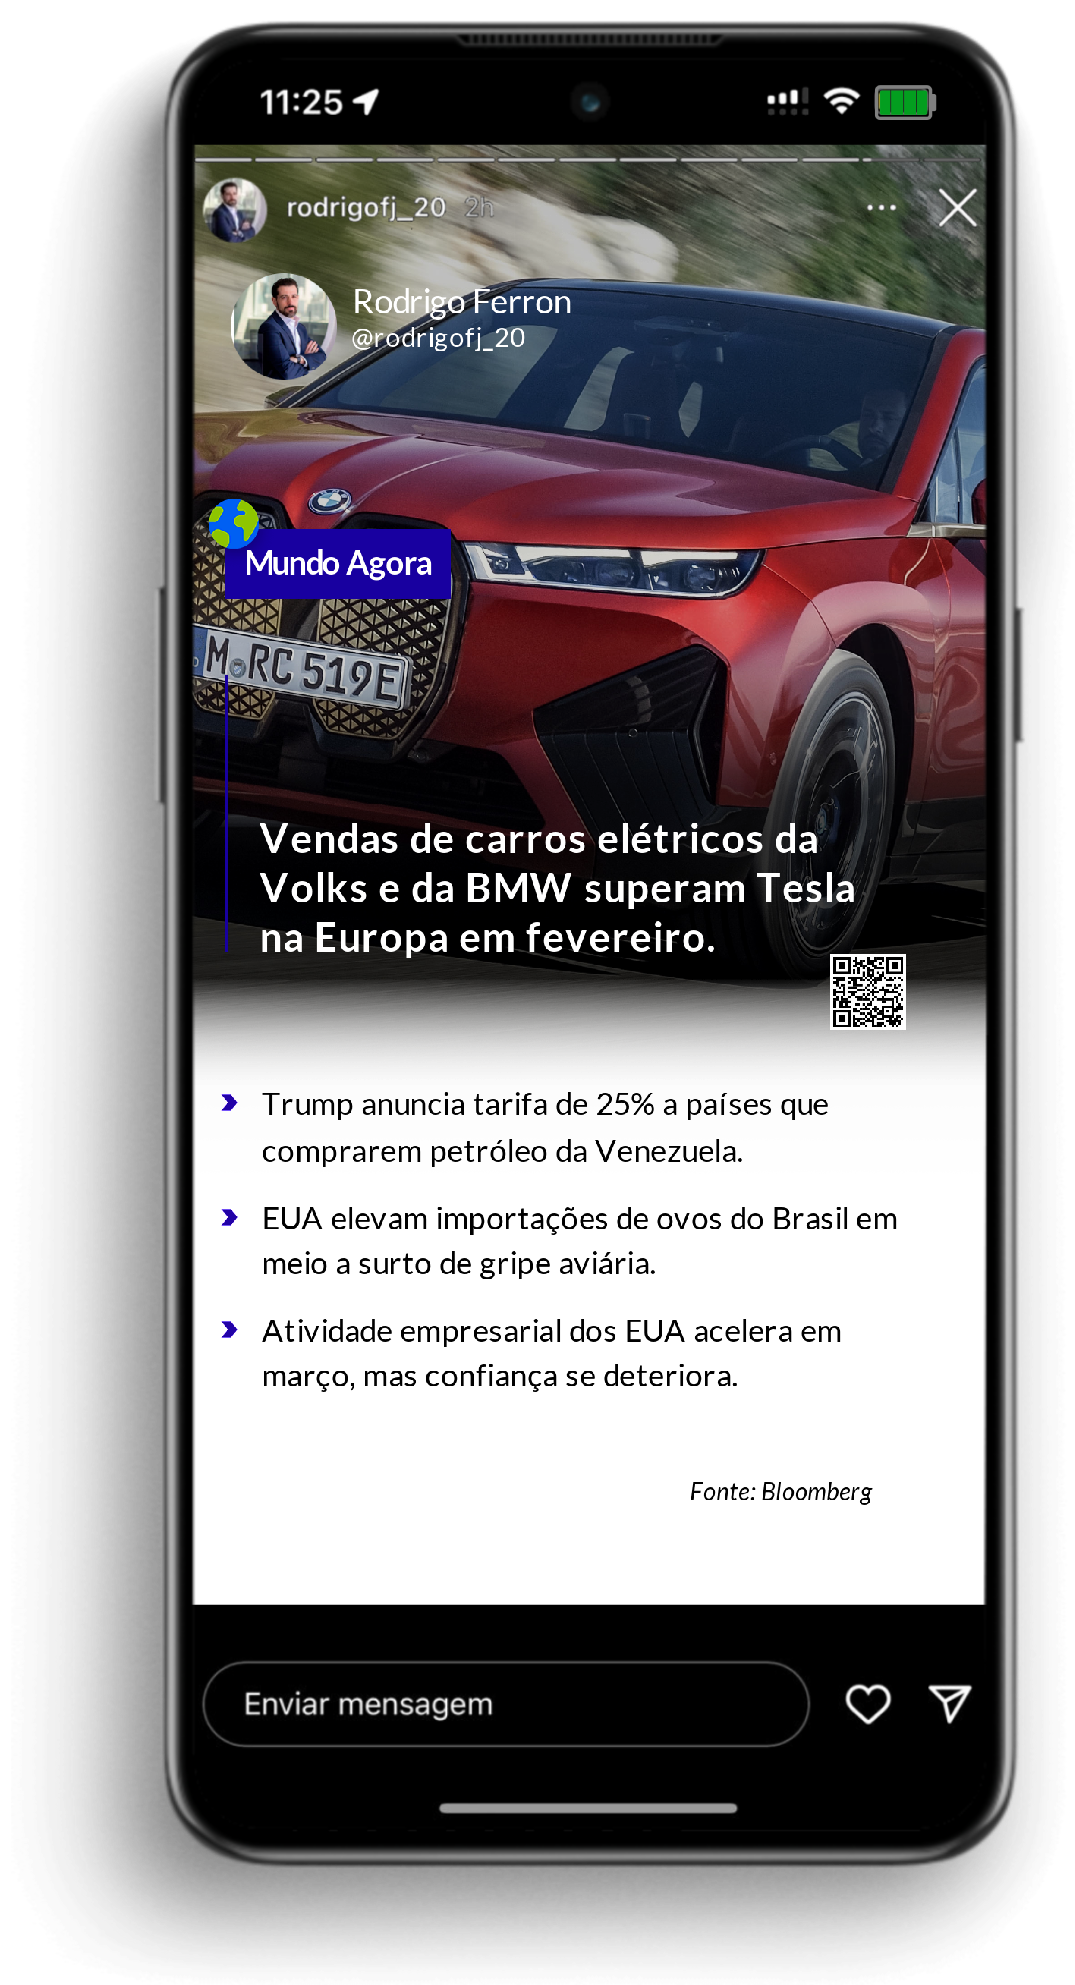 11:25
rodrigofj_20 2h
Rodrigo Ferron
@rodrigofj_20
Mundo Agora
M RC 519E
Vendas de carros elétricos da
Volks e da BMW superam Tesla
na Europa em fevereiro.
Trump anuncia tarifa de 25% a países que
comprarem petróleo da Venezuela.
EUA elevam importações de ovos do Brasil em
meio a surto de gripe aviária.
Atividade empresarial dos EUA acelera em
março, mas confiança se deteriora.
Fonte: Bloomberg
Enviar mensagem